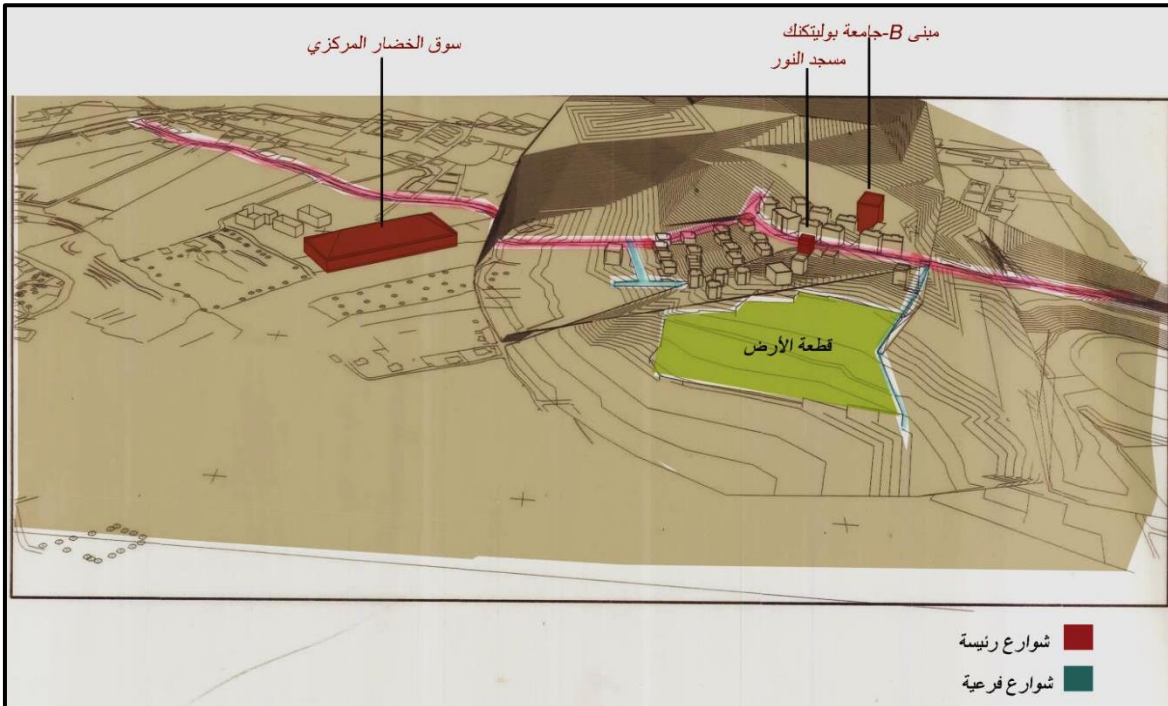 مبنى B-جامعة بوليتكنك
سوق الخضار المركزي
مسجد النور
قطعة الأرض
شوارع رئيسة
شوارع فرعية